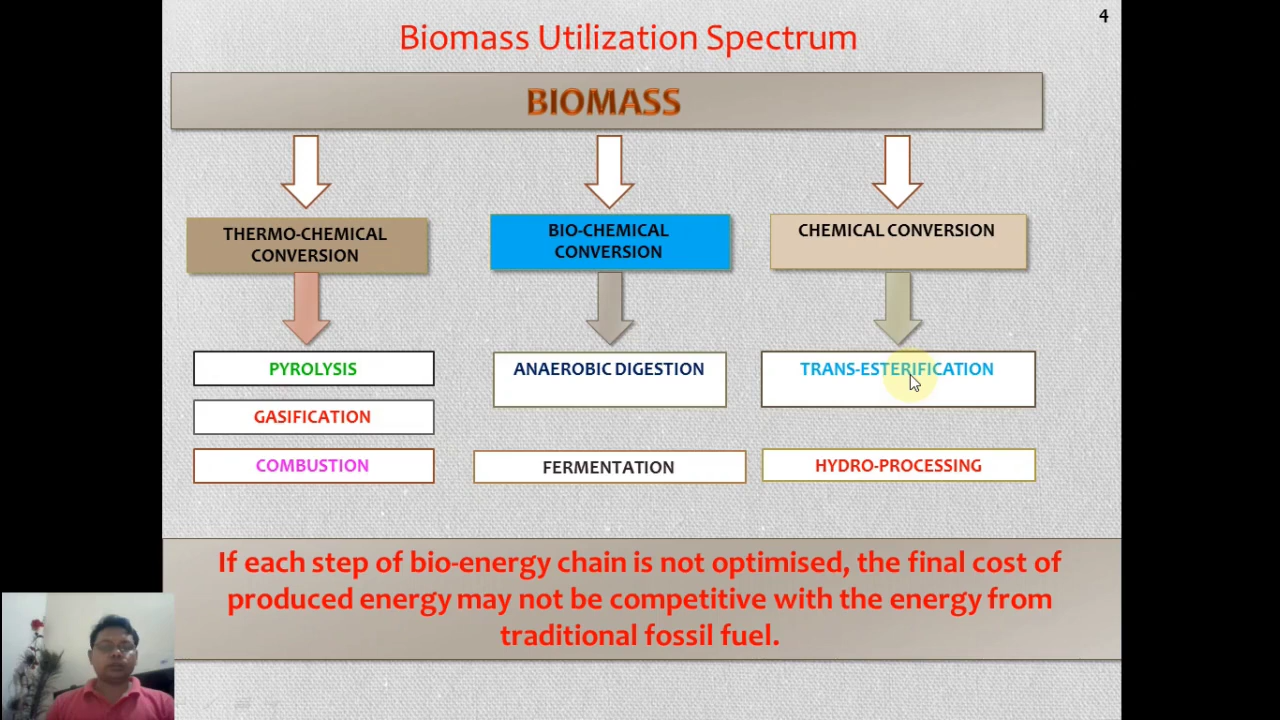 4
Biomass Utilization Spectrum
BIOMASS
THERMO-CHEMICAL
CONVERSION
BIO-CHEMICAL
CONVERSION
CHEMICAL CONVERSION
PYROLYSIS
GASIFICATION
COMBUSTION
ANAEROBIC DIGESTION
FERMENTATION
TRANS-ESTERIFICATION
HYDRO-PROCESSING
If each step of bio-energy chain is not optimised, the final cost of
produced energy may not be competitive with the energy from
traditional fossil fuel.